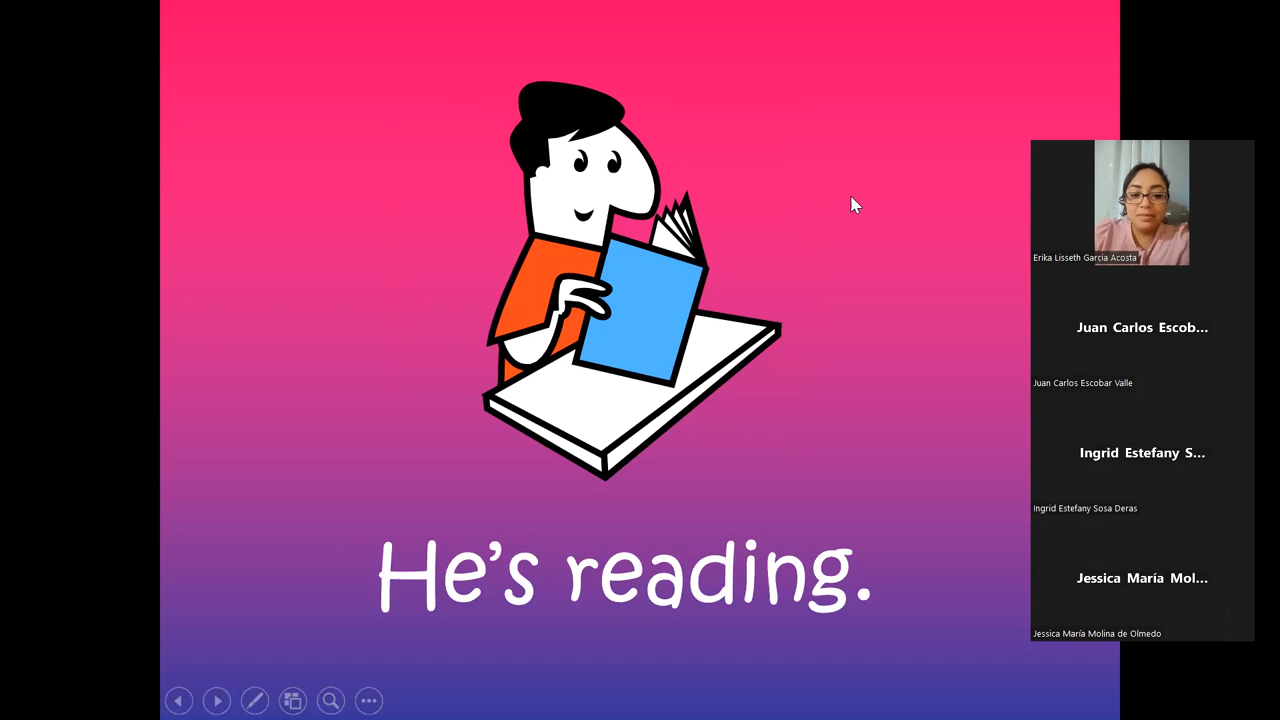 He's reading.
Erika Lisseth Garcia Acosta
Juan Carlos Escob...
Juan Carlos Escobar Valle
Ingrid Estefany S...
Ingrid Estefany Sosa Deras
Jessica María Mol...
Jessica María Molina de Olmedo